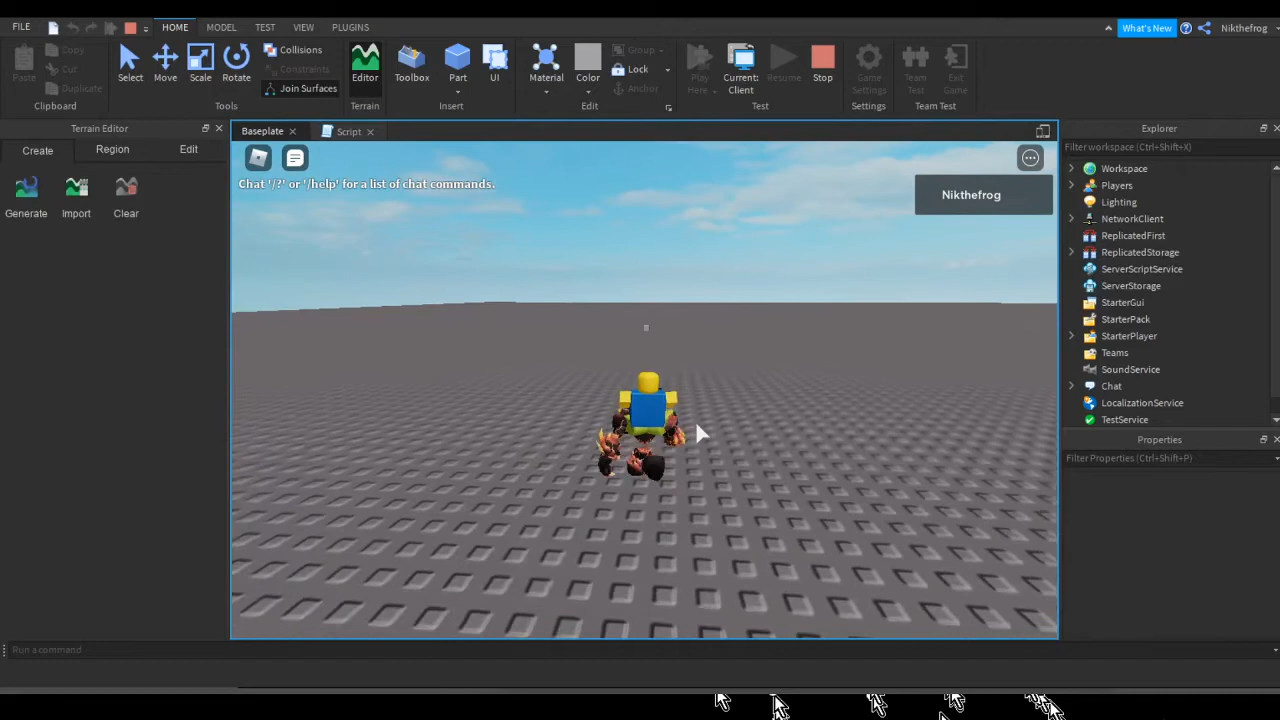 FILE
HOME
MODEL
TEST
VIEW
PLUGINS
What's New
Nikthefrog
Paste
Copy
Cut
Duplicate
Clipboard
Select
Move
Scale
Rotate
Collisions
Constraints
Join Surfaces
Tools
Editor
Terrain
Toolbox
Part
UI
Insert
Material
Color
Group
Lock
Anchor
Edit
Play Here
Current: Client
Resume
Stop
Test
Game Settings
Settings
Team Test
Exit Game
Team Test
Terrain Editor
Create
Region
Edit
Generate
Import
Clear
Baseplate
Script
Chat '/?' or '/help' for a list of chat commands.
Nikthefrog
Explorer
Filter workspace (Ctrl+Shift+X)
Workspace
Players
Lighting
NetworkClient
ReplicatedFirst
ReplicatedStorage
ServerScriptService
ServerStorage
StarterGui
StarterPack
StarterPlayer
Teams
SoundService
Chat
LocalizationService
TestService
Properties
Filter Properties (Ctrl+Shift+P)
Run a command